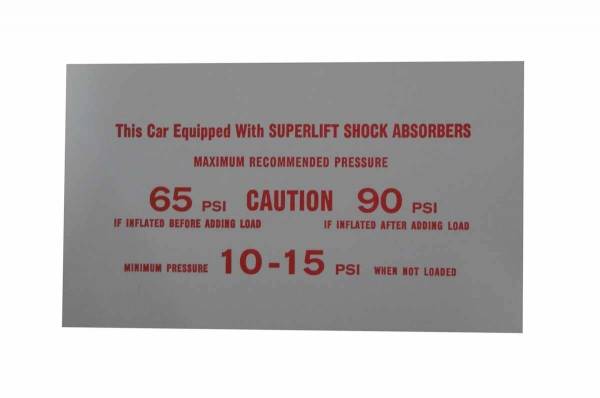 This Car Equipped With SUPERLIFT SHOCK ABSORBERS
MAXIMUM RECOMMENDED PRESSURE
65 PSI CAUTION 90 PSI
IF INFLATED BEFORE ADDING LOAD IF INFLATED AFTER ADDING LOAD
MINIMUM PRESSURE 10-15 PSI WHEN NOT LOADED